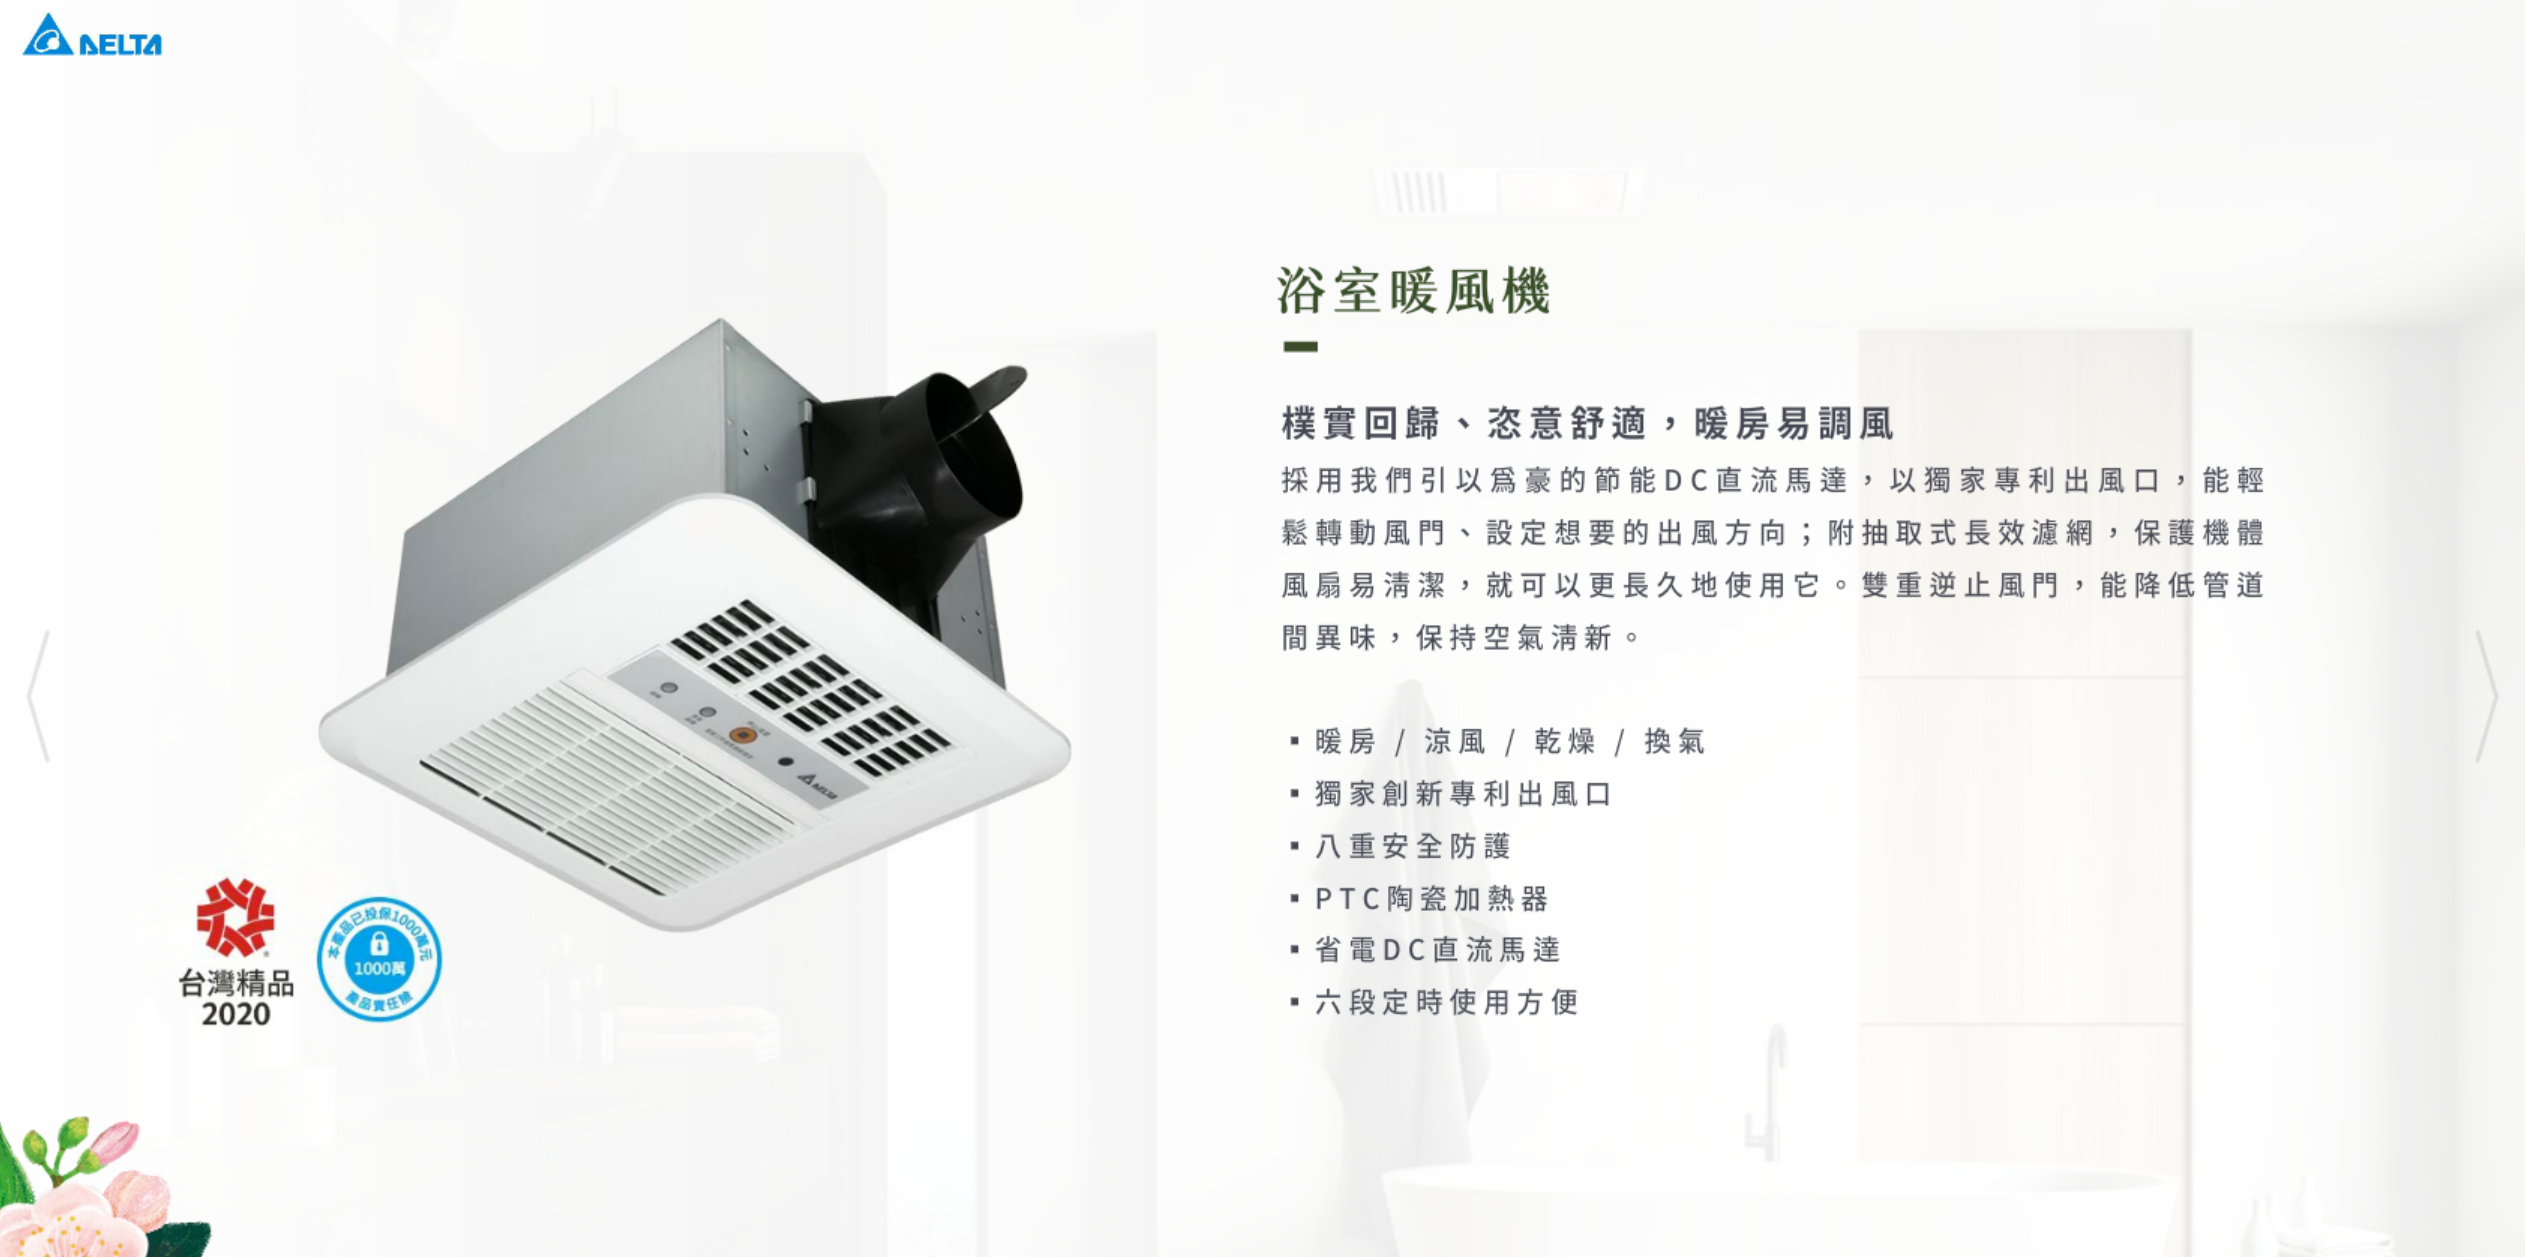 DELTA
浴室暖風機
樸實回歸、恣意舒適，暖房易調風
採用我們引以為豪的節能DC直流馬達，以獨家專利出風口，能輕
鬆轉動風門、設定想要的出風方向；附抽取式長效濾網，保護機體
風扇易清潔，就可以更長久地使用它。雙重逆止風門，能降低管道
間異味，保持空氣清新。
▪ 暖房 / 涼風 / 乾燥 / 換氣
▪ 獨家創新專利出風口
▪ 八重安全防護
▪ PTC陶瓷加熱器
▪ 省電DC直流馬達
▪ 六段定時使用方便
DELTA
台灣精品
2020
本產品已投保1000萬元
1000萬
產品責任險